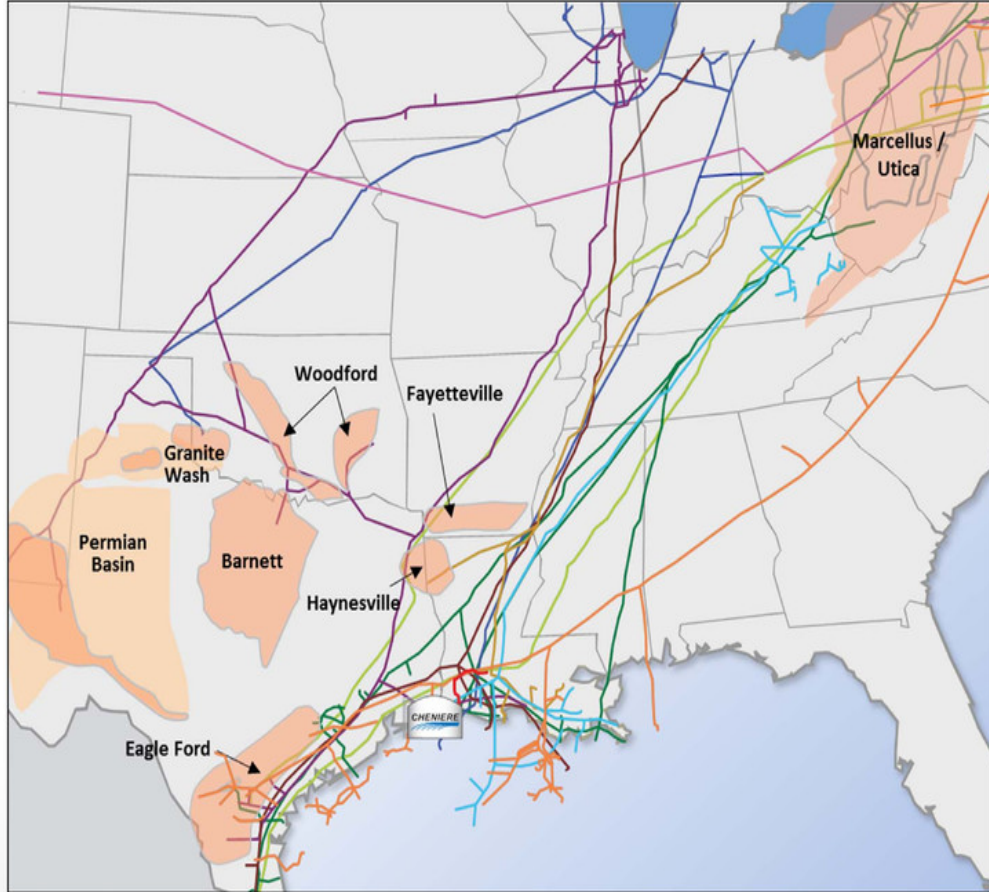 Marcellus /
Utica
Woodford
Fayetteville
Granite
Wash
Permian
Basin
Barnett
Haynesville
CHENIERE
Eagle Ford